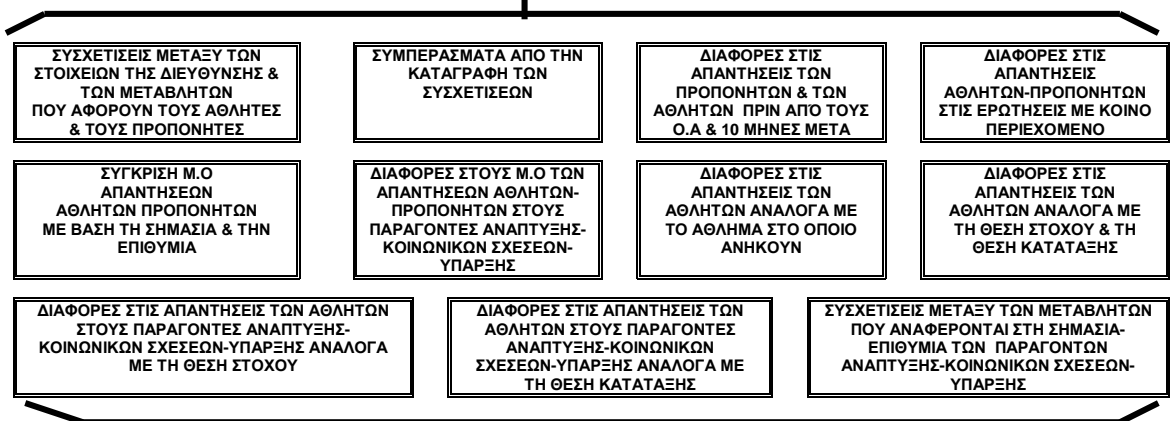 ΣΥΣΧΕΤΙΣΕΙΣ ΜΕΤΑΞΥ ΤΩΝ
ΣΤΟΙΧΕΙΩΝ ΤΗΣ ΔΙΕΥΘΥΝΣΗΣ &
ΤΩΝ ΜΕΤΑΒΛΗΤΩΝ
ΠΟΥ ΑΦΟΡΟΥΝ ΤΟΥΣ ΑΘΛΗΤΕΣ
& ΤΟΥΣ ΠΡΟΠΟΝΗΤΕΣ
ΣΥΜΠΕΡΑΣΜΑΤΑ ΑΠΟ ΤΗΝ
ΚΑΤΑΓΡΑΦΗ ΤΩΝ
ΣΥΣΧΕΤΙΣΕΩΝ
ΔΙΑΦΟΡΕΣ ΣΤΙΣ
ΑΠΑΝΤΗΣΕΙΣ ΤΩΝ
ΠΡΟΠΟΝΗΤΩΝ & ΤΩΝ
ΑΘΛΗΤΩΝ ΠΡΙΝ ΑΠΌ ΤΟΥΣ
Ο.Α & 10 ΜΗΝΕΣ ΜΕΤΑ
ΔΙΑΦΟΡΕΣ ΣΤΙΣ
ΑΠΑΝΤΗΣΕΙΣ
ΑΘΛΗΤΩΝ-ΠΡΟΠΟΝΗΤΩΝ
ΣΤΙΣ ΕΡΩΤΗΣΕΙΣ ΜΕ ΚΟΙΝΟ
ΠΕΡΙΕΧΟΜΕΝΟ
ΣΥΓΚΡΙΣΗ Μ.Ο
ΑΠΑΝΤΗΣΕΩΝ
ΑΘΛΗΤΩΝ ΠΡΟΠΟΝΗΤΩΝ
ΜΕ ΒΑΣΗ ΤΗ ΣΗΜΑΣΙΑ & ΤΗΝ
ΕΠΙΘΥΜΙΑ
ΔΙΑΦΟΡΕΣ ΣΤΟΥΣ Μ.Ο ΤΩΝ
ΑΠΑΝΤΗΣΕΩΝ ΑΘΛΗΤΩΝ-
ΠΡΟΠΟΝΗΤΩΝ ΣΤΟΥΣ
ΠΑΡΑΓΟΝΤΕΣ ΑΝΑΠΤΥΞΗΣ-
ΚΟΙΝΩΝΙΚΩΝ ΣΧΕΣΕΩΝ-
ΥΠΑΡΞΗΣ
ΔΙΑΦΟΡΕΣ ΣΤΙΣ
ΑΠΑΝΤΗΣΕΙΣ ΤΩΝ
ΑΘΛΗΤΩΝ ΑΝΑΛΟΓΑ ΜΕ
ΤΟ ΑΘΛΗΜΑ ΣΤΟ ΟΠΟΙΟ
ΑΝΗΚΟΥΝ
ΔΙΑΦΟΡΕΣ ΣΤΙΣ
ΑΠΑΝΤΗΣΕΙΣ ΤΩΝ
ΑΘΛΗΤΩΝ ΑΝΑΛΟΓΑ ΜΕ
ΤΗ ΘΕΣΗ ΣΤΟΧΟΥ & ΤΗ
ΘΕΣΗ ΚΑΤΑΤΑΞΗΣ
ΔΙΑΦΟΡΕΣ ΣΤΙΣ ΑΠΑΝΤΗΣΕΙΣ ΤΩΝ ΑΘΛΗΤΩΝ
ΣΤΟΥΣ ΠΑΡΑΓΟΝΤΕΣ ΑΝΑΠΤΥΞΗΣ-
ΚΟΙΝΩΝΙΚΩΝ ΣΧΕΣΕΩΝ-ΥΠΑΡΞΗΣ ΑΝΑΛΟΓΑ
ΜΕ ΤΗ ΘΕΣΗ ΣΤΟΧΟΥ
ΔΙΑΦΟΡΕΣ ΣΤΙΣ ΑΠΑΝΤΗΣΕΙΣ ΤΩΝ
ΑΘΛΗΤΩΝ ΣΤΟΥΣ ΠΑΡΑΓΟΝΤΕΣ
ΑΝΑΠΤΥΞΗΣ-ΚΟΙΝΩΝΙΚΩΝ
ΣΧΕΣΕΩΝ-ΥΠΑΡΞΗΣ ΑΝΑΛΟΓΑ ΜΕ
ΤΗ ΘΕΣΗ ΚΑΤΑΤΑΞΗΣ
ΣΥΣΧΕΤΙΣΕΙΣ ΜΕΤΑΞΥ ΤΩΝ ΜΕΤΑΒΛΗΤΩΝ
ΠΟΥ ΑΝΑΦΕΡΟΝΤΑΙ ΣΤΗ ΣΗΜΑΣΙΑ-
ΕΠΙΘΥΜΙΑ ΤΩΝ ΠΑΡΑΓΟΝΤΩΝ
ΑΝΑΠΤΥΞΗΣ-ΚΟΙΝΩΝΙΚΩΝ ΣΧΕΣΕΩΝ-
ΥΠΑΡΞΗΣ